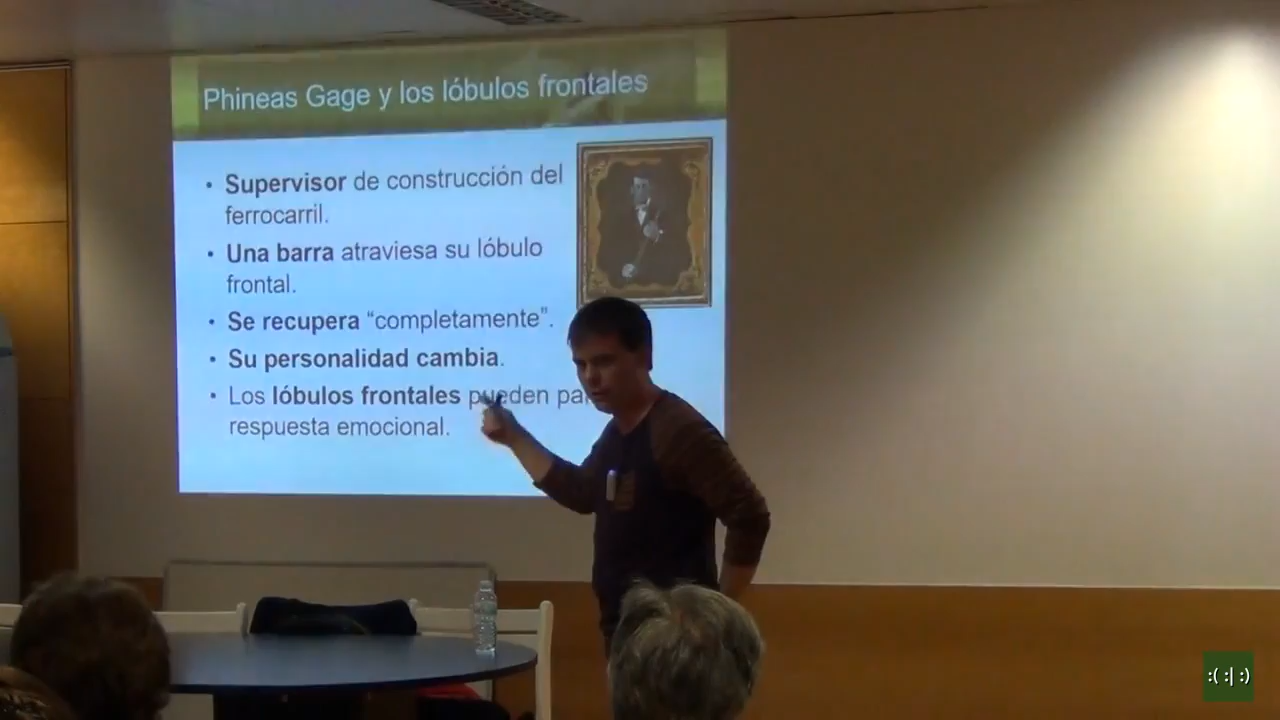 Phineas Gage y los lóbulos frontales
• Supervisor de construcción del
ferrocarril.
• Una barra atraviesa su lóbulo
frontal.
• Se recupera “completamente”.
• Su personalidad cambia.
• Los lóbulos frontales pueden
respuesta emocional.
:( :| :)